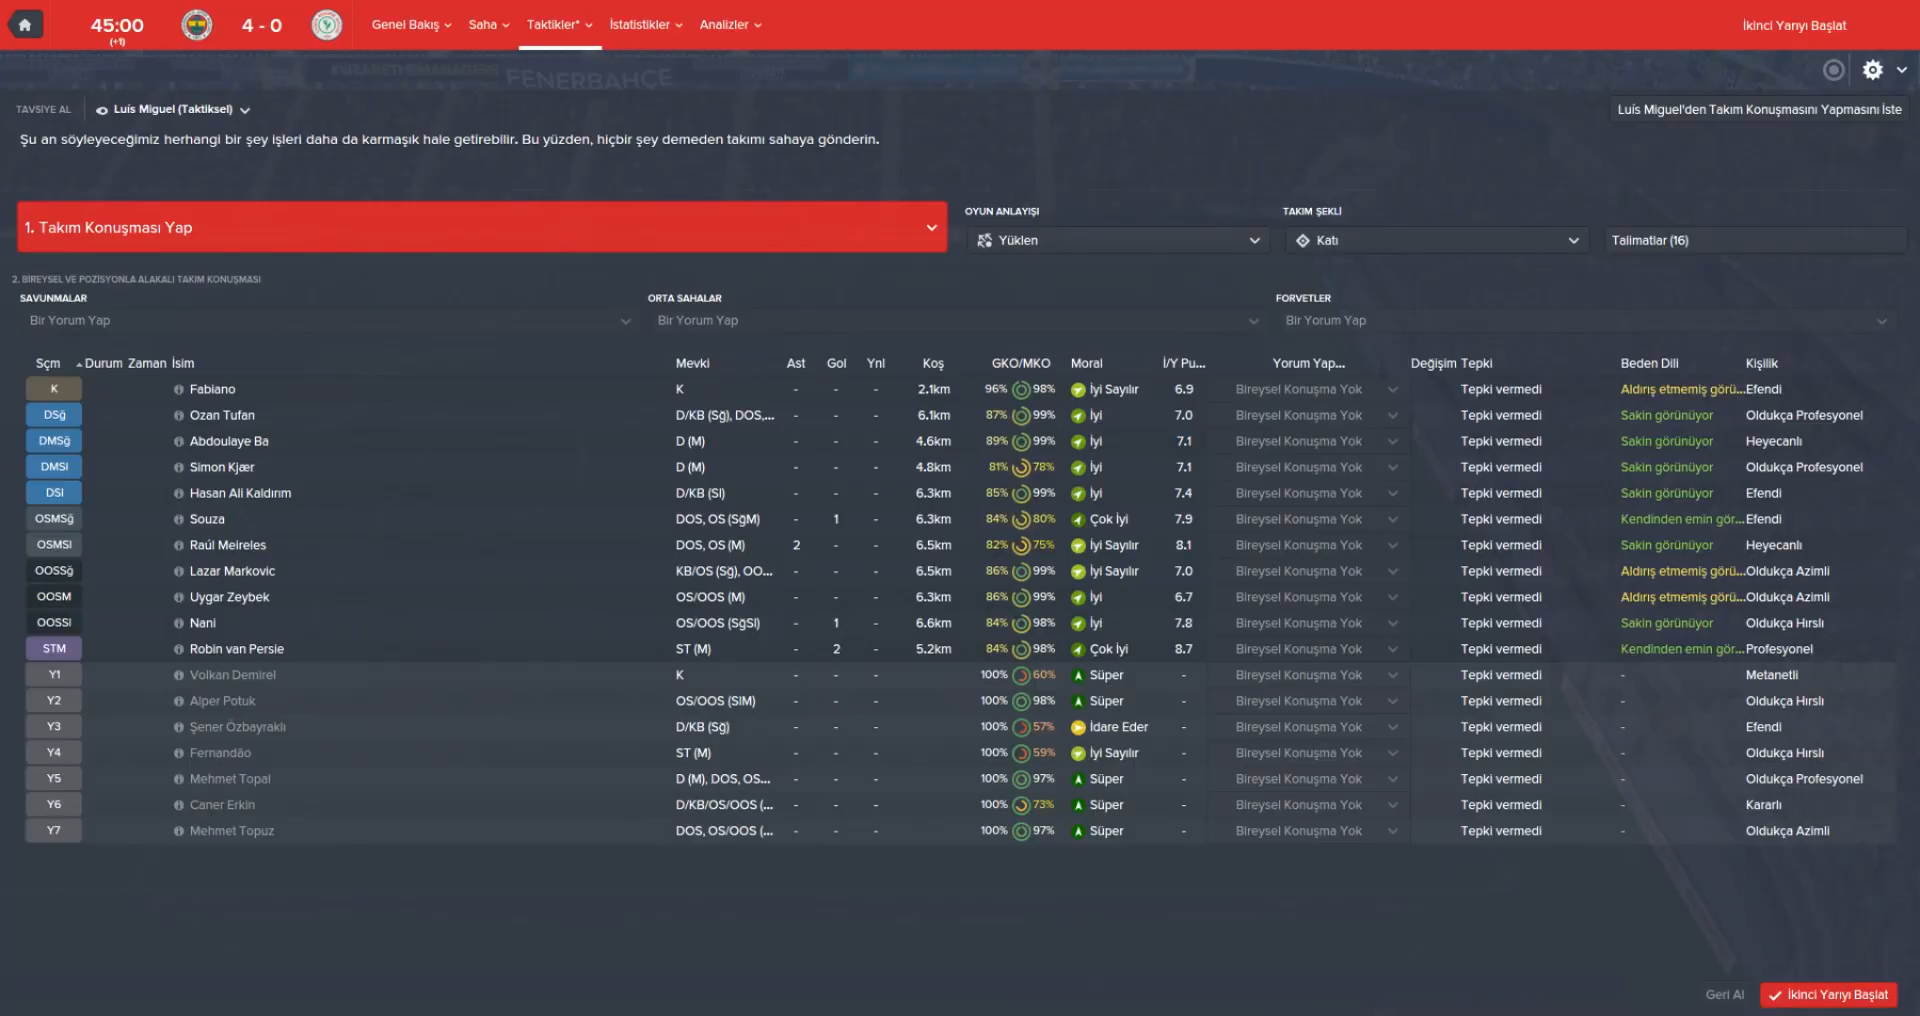 45:00
(+1)
4 - 0
Genel Bakış
Saha
Taktikler*
İstatistikler
Analizler
İkinci Yarıyı Başlat
FENERBAHÇE
TAVSİYE AL
Luís Miguel (Taktiksel)
Luís Miguel'den Takım Konuşmasını Yapmasını İste
Şu an söyleyeceğimiz herhangi bir şey işleri daha da karmaşık hale getirebilir. Bu yüzden, hiçbir şey demeden takımı sahaya gönderin.
1. Takım Konuşması Yap
OYUN ANLAYIŞI
Yüklen
TAKIM ŞEKLİ
Katı
Talimatlar (16)
2. BİREYSEL VE POZİSYONLA ALAKALI TAKIM KONUŞMASI
SAVUNMALAR
Bir Yorum Yap
ORTA SAHALAR
Bir Yorum Yap
FORVETLER
Bir Yorum Yap
Sçm Durum Zaman İsim Mevki Ast Gol Ynl Koş GKO/MKO Moral İ/Y Pu... Yorum Yap... Değişim Tepki Beden Dili Kişilik
K Fabiano K - - - 2.1km 96% 98% İyi Sayılır 6.9 Bireysel Konuşma Yok Tepki vermedi Aldırış etmemiş görü... Efendi
DSğ Ozan Tufan D/KB (Sğ), DOS,... - - - 6.1km 87% 99% İyi 7.0 Bireysel Konuşma Yok Tepki vermedi Sakin görünüyor Oldukça Profesyonel
DMSğ Abdoulaye Ba D (M) - - - 4.6km 89% 99% İyi 7.1 Bireysel Konuşma Yok Tepki vermedi Sakin görünüyor Heyecanlı
DMSl Simon Kjær D (M) - - - 4.8km 81% 78% İyi 7.1 Bireysel Konuşma Yok Tepki vermedi Sakin görünüyor Oldukça Profesyonel
DSl Hasan Ali Kaldırım D/KB (Sl) - - - 6.3km 85% 99% İyi 7.4 Bireysel Konuşma Yok Tepki vermedi Sakin görünüyor Efendi
OSMSğ Souza DOS, OS (SğM) - 1 - 6.3km 84% 80% Çok İyi 7.9 Bireysel Konuşma Yok Tepki vermedi Kendinden emin gör... Efendi
OSMSl Raúl Meireles DOS, OS (M) 2 - - 6.5km 82% 75% İyi Sayılır 8.1 Bireysel Konuşma Yok Tepki vermedi Sakin görünüyor Heyecanlı
OOSSğ Lazar Markovic KB/OS (Sğ), OO... - - - 6.5km 86% 99% İyi Sayılır 7.0 Bireysel Konuşma Yok Tepki vermedi Aldırış etmemiş görü... Oldukça Azimli
OOSM Uygar Zeybek OS/OOS (M) - - - 6.3km 86% 99% İyi 6.7 Bireysel Konuşma Yok Tepki vermedi Aldırış etmemiş görü... Oldukça Azimli
OOSSl Nani OS/OOS (SğSl) - 1 - 6.6km 84% 98% İyi 7.8 Bireysel Konuşma Yok Tepki vermedi Sakin görünüyor Oldukça Hırslı
STM Robin van Persie ST (M) - 2 - 5.2km 84% 98% Çok İyi 8.7 Bireysel Konuşma Yok Tepki vermedi Kendinden emin gör... Profesyonel
Y1 Volkan Demirel K - - - 100% 60% Süper - Bireysel Konuşma Yok Tepki vermedi - Metanetli
Y2 Alper Potuk OS/OOS (SlM) - - - 100% 98% Süper - Bireysel Konuşma Yok Tepki vermedi - Oldukça Hırslı
Y3 Şener Özbayraklı D/KB (Sğ) - - - 100% 57% İdare Eder - Bireysel Konuşma Yok Tepki vermedi - Efendi
Y4 Fernandão ST (M) - - - 100% 59% İyi Sayılır - Bireysel Konuşma Yok Tepki vermedi - Oldukça Hırslı
Y5 Mehmet Topal D (M), DOS, OS... - - - 100% 97% Süper - Bireysel Konuşma Yok Tepki vermedi - Oldukça Profesyonel
Y6 Caner Erkin D/KB/OS/OOS (... - - - 100% 73% Süper - Bireysel Konuşma Yok Tepki vermedi - Kararlı
Y7 Mehmet Topuz DOS, OS/OOS (... - - - 100% 97% Süper - Bireysel Konuşma Yok Tepki vermedi - Oldukça Azimli
Geri Al
İkinci Yarıyı Başlat